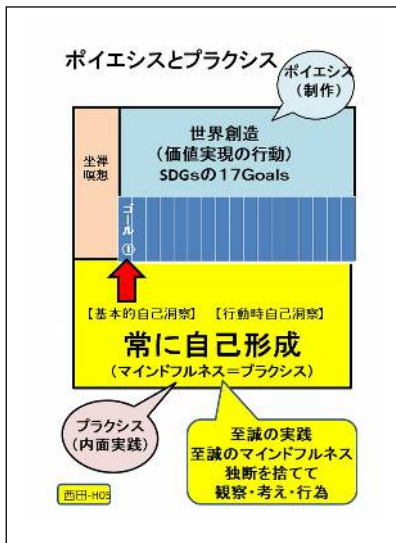 ポイエシスとプラクシス
ポイエシス
(制作)
世界創造
(価値実現の行動)
SDGsの17Goals
坐禅
瞑想
ゴール①
【基本的自己洞察】 【行動時自己洞察】
常に自己形成
(マインドフルネス=プラクシス)
プラクシス
(内面実践)
至誠の実践
至誠のマインドフルネス
独断を捨てて
観察・考え・行為
西田-H05